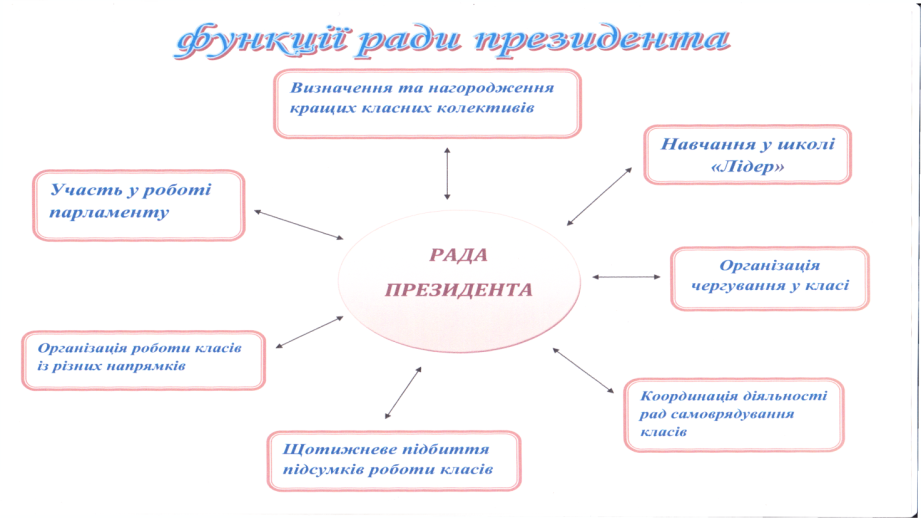 функції ради президента
Визначення та нагородження
кращих класних колективів
Навчання у школі
«Лідер»
Участь у роботі
парламенту
РАДА
ПРЕЗИДЕНТА
Організація
чергування у класі
Організація роботи класів
із різних напрямків
Координація діяльності
рад самоврядування
класів
Щотижневе підбиття
підсумків роботи класів